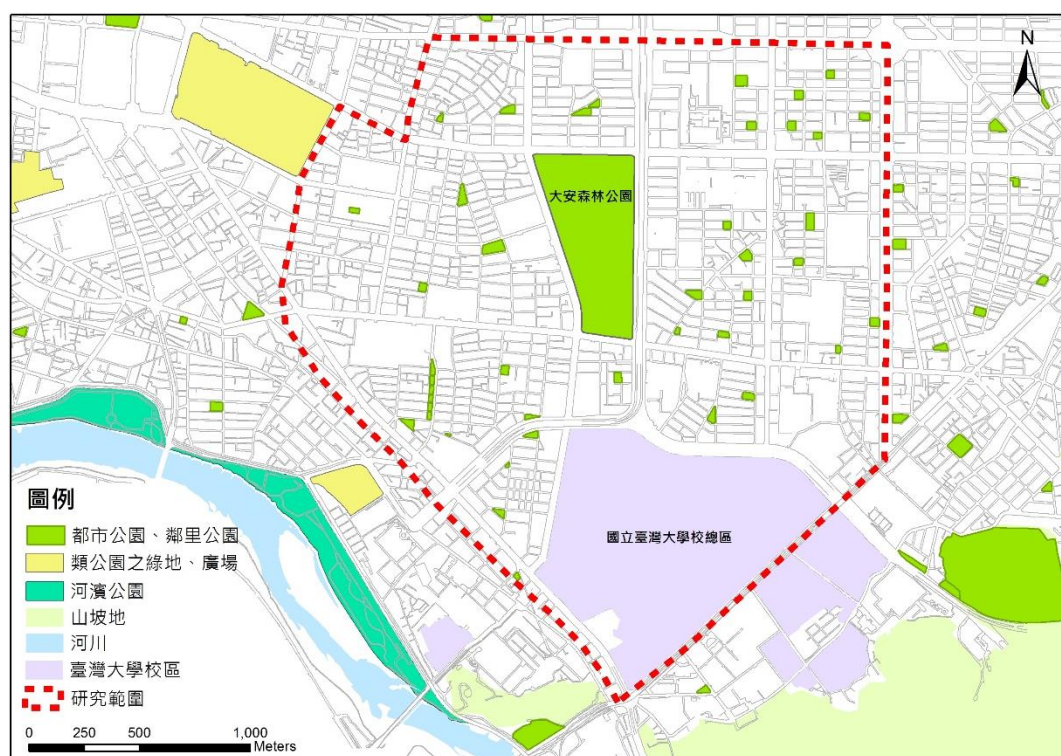 N
大安森林公園
國立臺灣大學校總區
圖例
都市公園、鄰里公園
類公園之綠地、廣場
河濱公園
山坡地
河川
臺灣大學校區
研究範圍
0 250 500 1,000
Meters